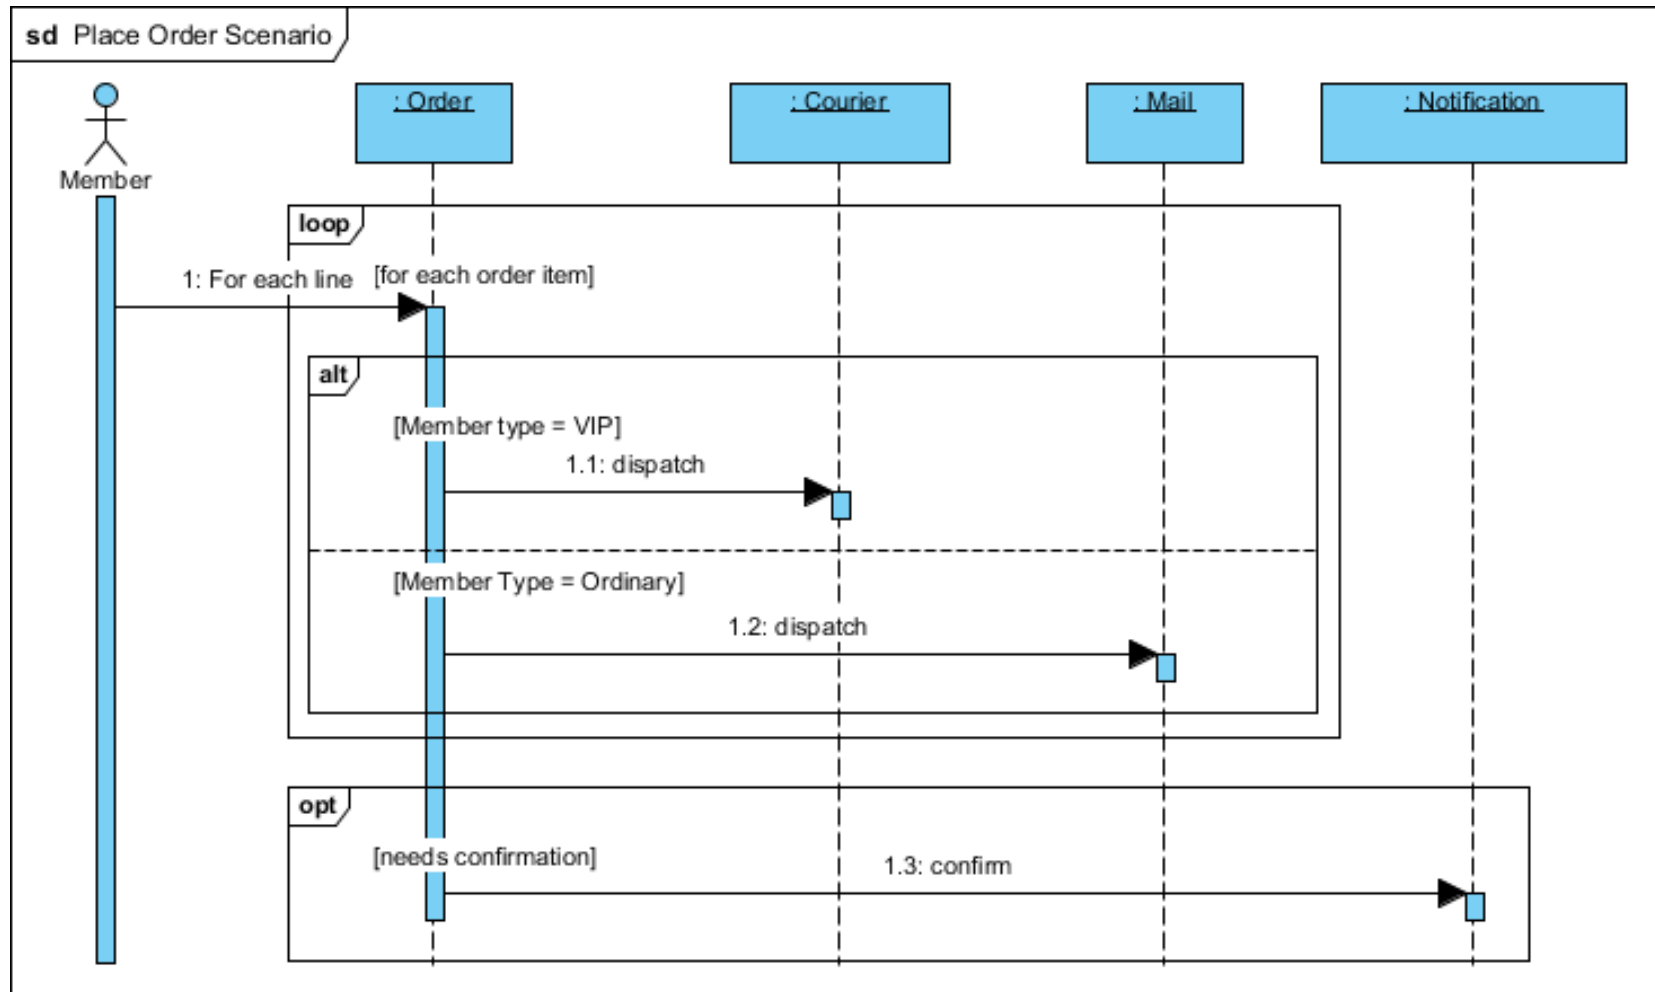 sd Place Order Scenario
: Order
: Courier
: Mail
: Notification
Member
loop
1: For each line
[for each order item]
alt
[Member type = VIP]
1.1: dispatch
[Member Type = Ordinary]
1.2: dispatch
opt
[needs confirmation]
1.3: confirm